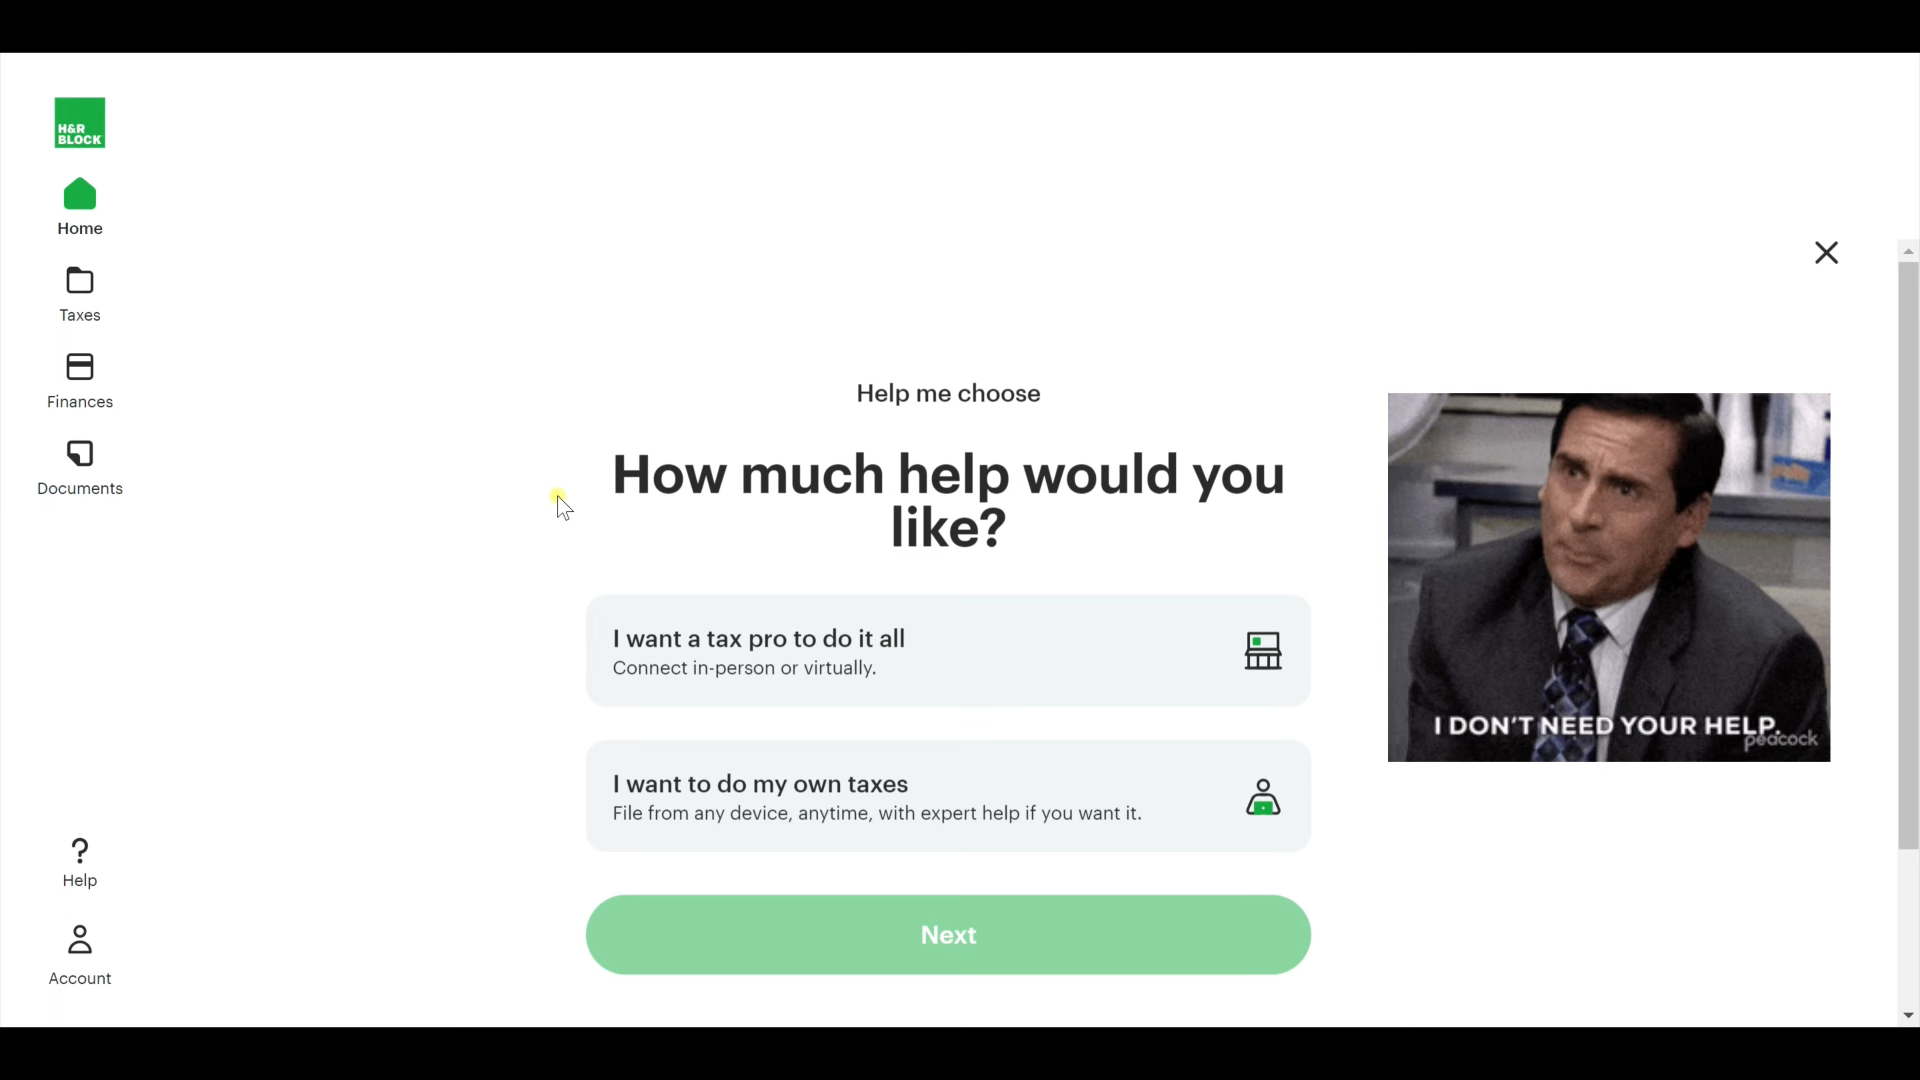 H&R
BLOCK
Home
Taxes
Finances
Documents
Help
Account
Help me choose
How much help would you
like?
I want a tax pro to do it all
Connect in-person or virtually.
I want to do my own taxes
File from any device, anytime, with expert help if you want it.
Next
I DON'T NEED YOUR HELP.
peacock